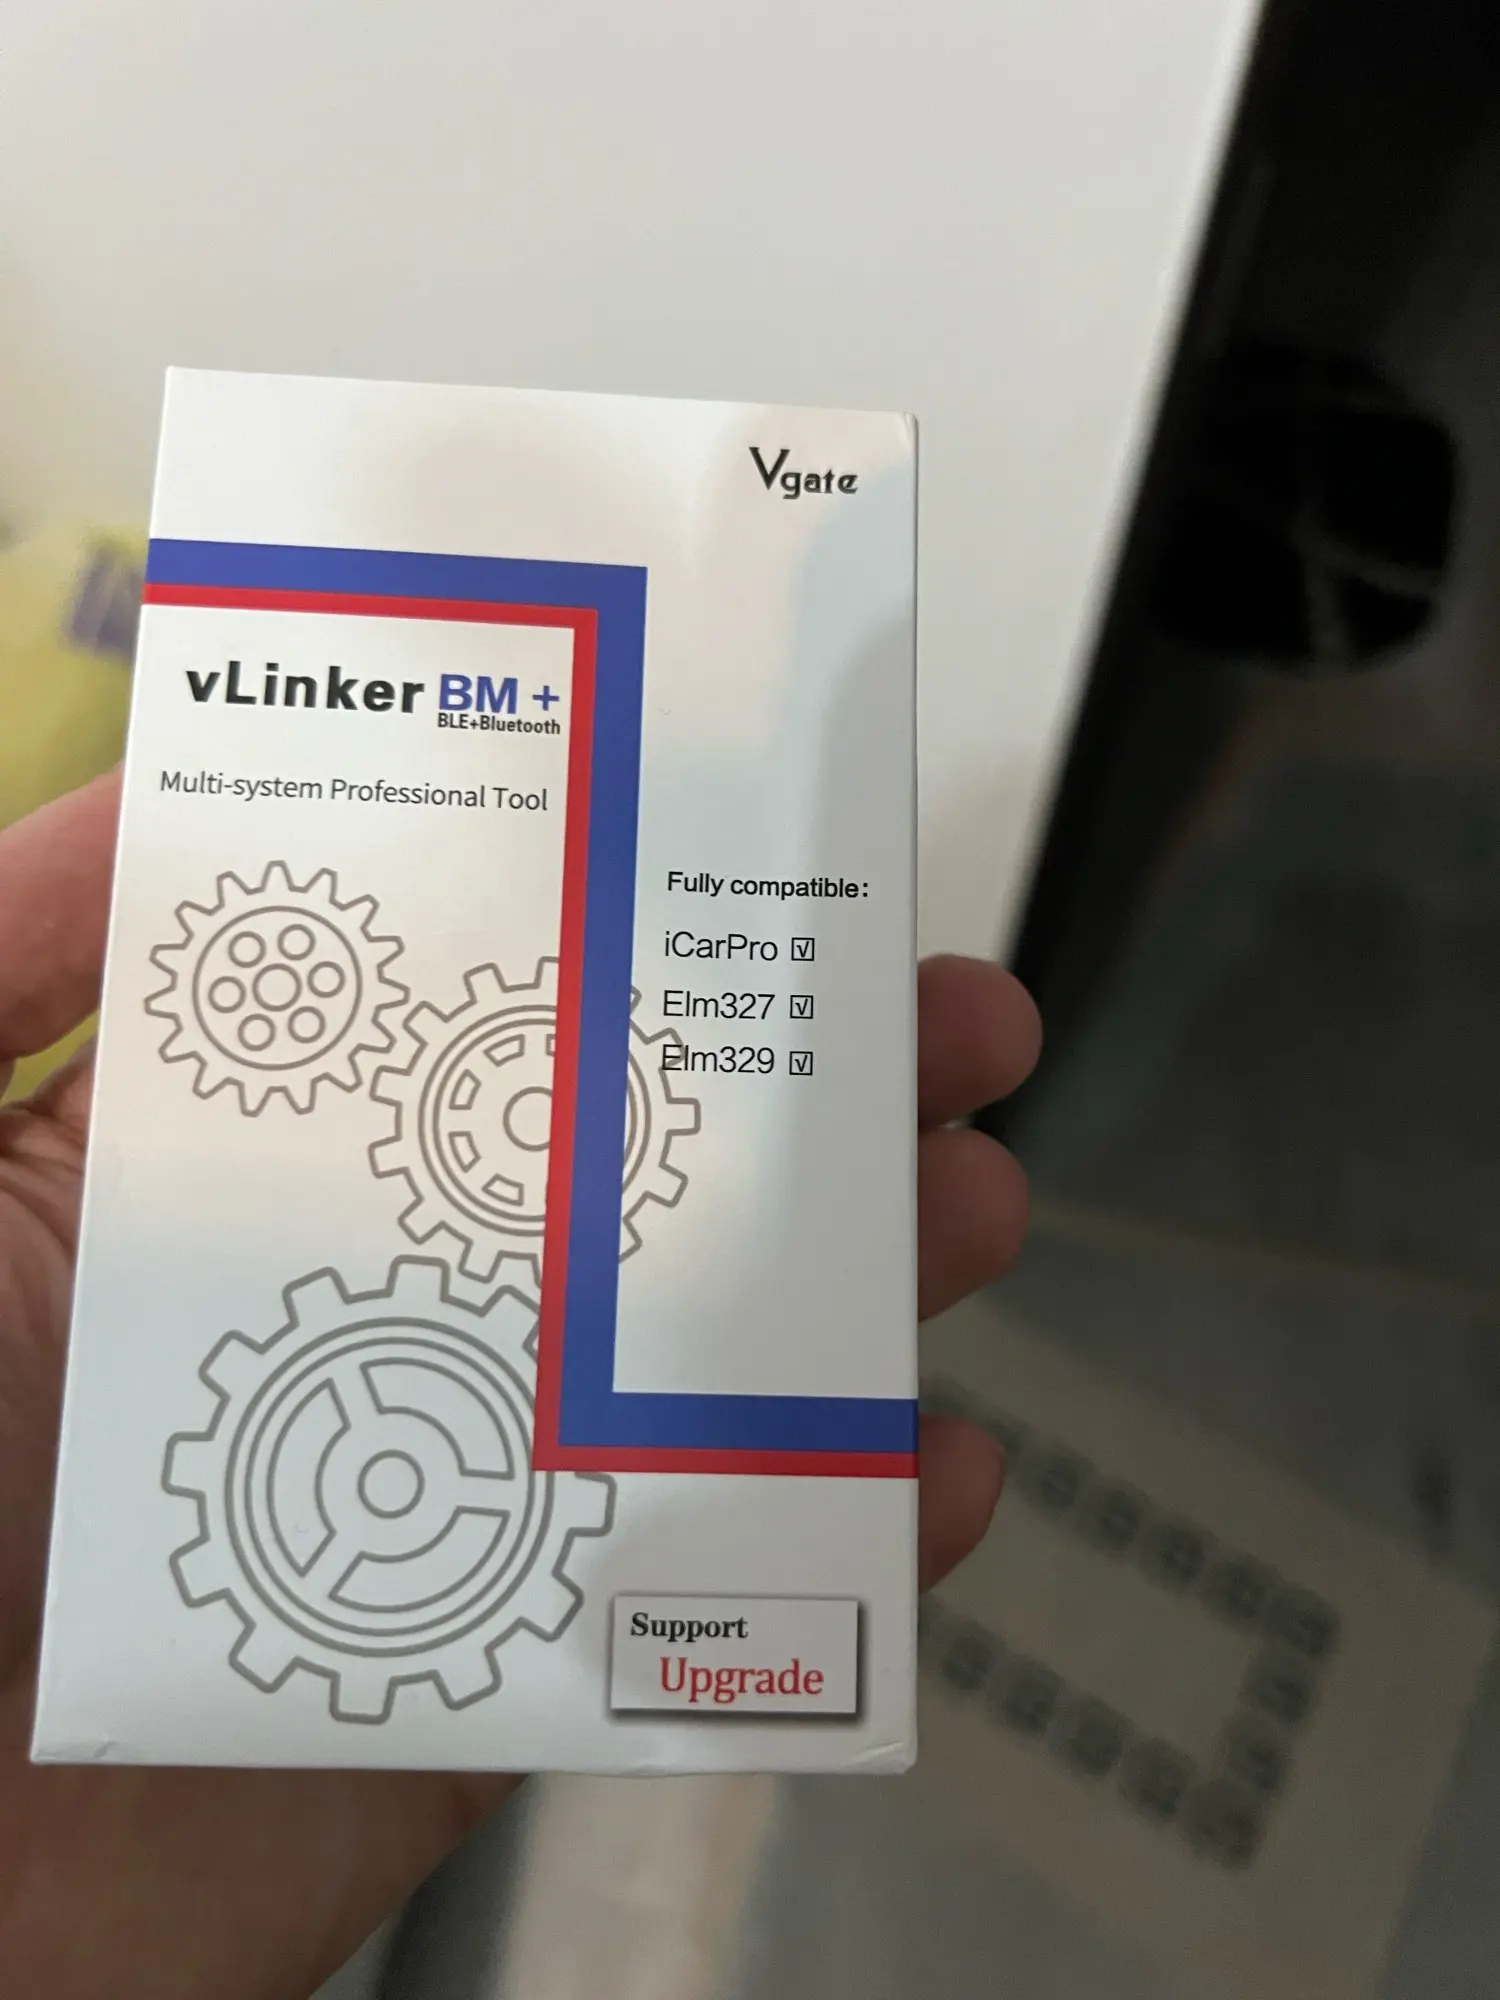 Vgate
vLinker BM +
BLE+Bluetooth
Multi-system Professional Tool
Fully compatible:
iCarPro ☑
Elm327 ☑
Elm329 ☑
Support
Upgrade